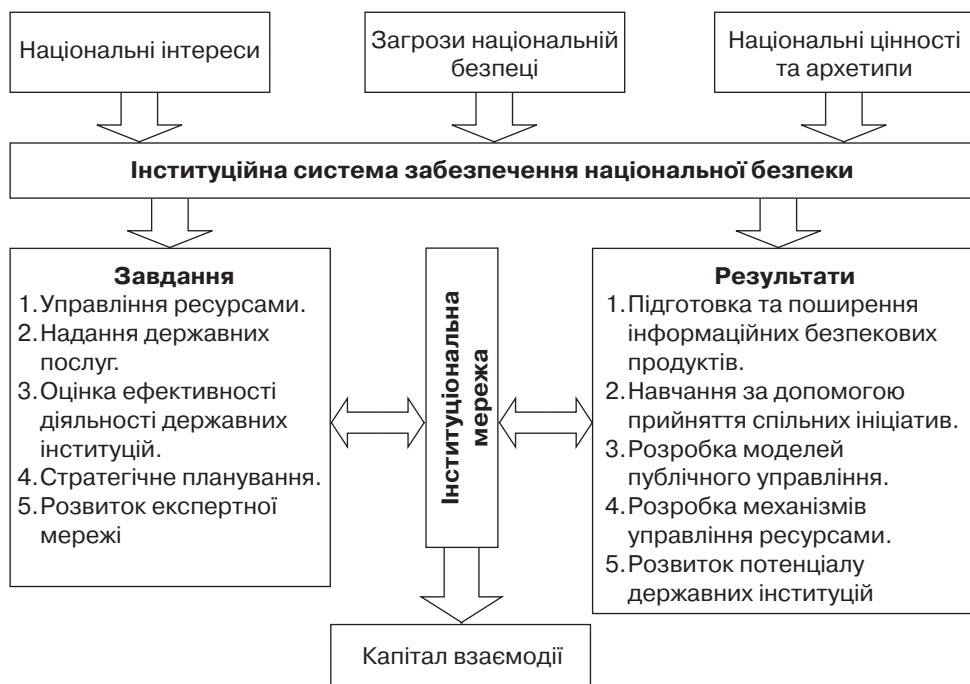 Національні інтереси
Загрози національній
безпеці
Національні цінності
та архетипи
Інституційна система забезпечення національної безпеки
Завдання
1. Управління ресурсами.
2. Надання державних
послуг.
3. Оцінка ефективності
діяльності державних
інституцій.
4. Стратегічне планування.
5. Розвиток експертної
мережі
Інституціональна
мережа
Результати
1. Підготовка та поширення
інформаційних безпекових
продуктів.
2. Навчання за допомогою
прийняття спільних ініціатив.
3. Розробка моделей
публічного управління.
4. Розробка механізмів
управління ресурсами.
5. Розвиток потенціалу
державних інституцій
Капітал взаємодії